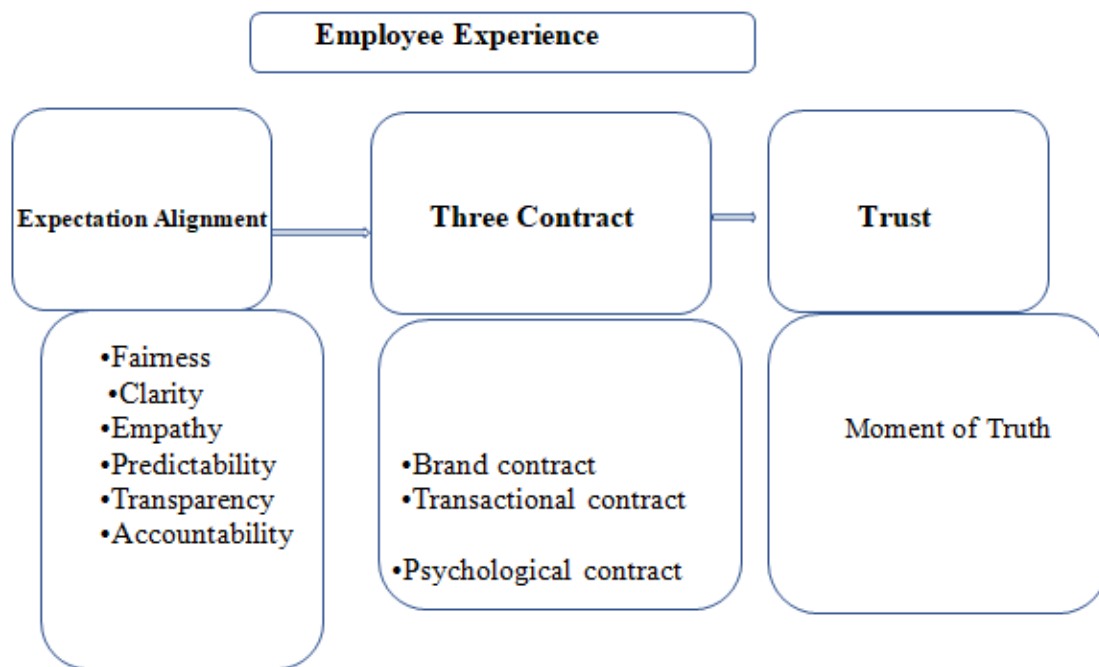 Employee Experience
Expectation Alignment
Three Contract
Trust
•Fairness
•Clarity
•Empathy
•Predictability
•Transparency
•Accountability
•Brand contract
•Transactional contract
•Psychological contract
Moment of Truth